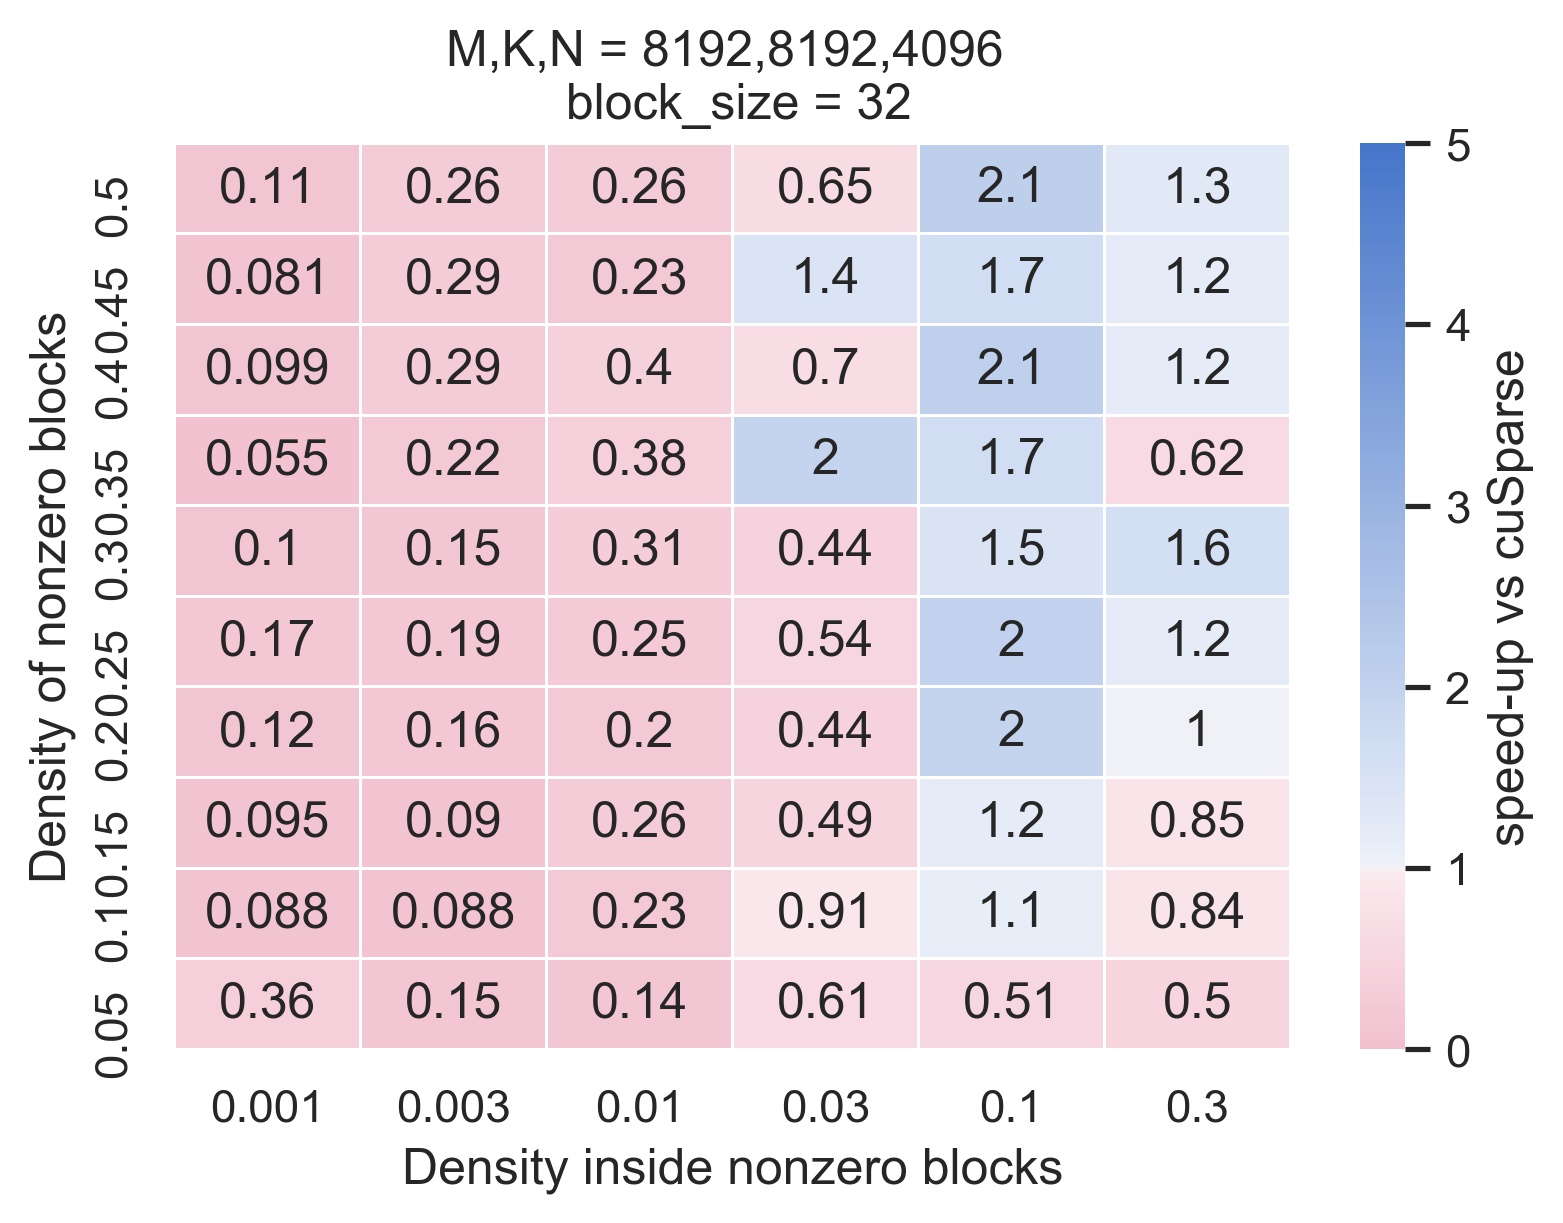 M,K,N = 8192,8192,4096
block_size = 32
Density of nonzero blocks
0.5 0.11 0.26 0.26 0.65 2.1 1.3
0.45 0.081 0.29 0.23 1.4 1.7 1.2
0.4 0.099 0.29 0.4 0.7 2.1 1.2
0.35 0.055 0.22 0.38 2 1.7 0.62
0.3 0.1 0.15 0.31 0.44 1.5 1.6
0.25 0.17 0.19 0.25 0.54 2 1.2
0.2 0.12 0.16 0.2 0.44 2 1
0.15 0.095 0.09 0.26 0.49 1.2 0.85
0.1 0.088 0.088 0.23 0.91 1.1 0.84
0.05 0.36 0.15 0.14 0.61 0.51 0.5
0.001 0.003 0.01 0.03 0.1 0.3
Density inside nonzero blocks
5
4
3
2
1
0
speed-up vs cuSparse